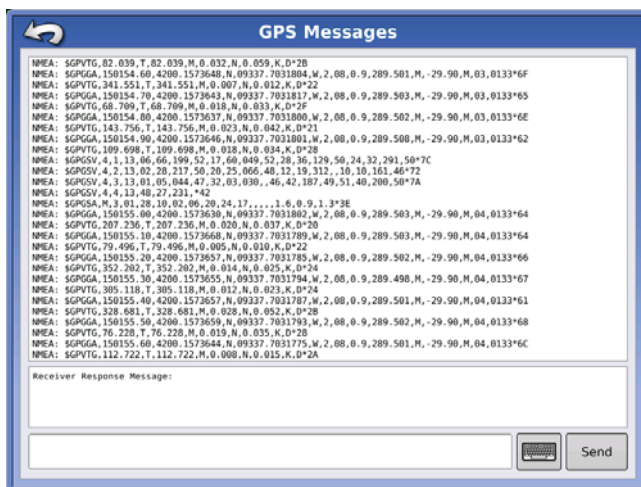 GPS Messages
NMEA: $GPVTG,82.039,T,82.039,M,0.032,N,0.059,K,D*2B
NMEA: $GPGGA,150154.60,4200.1573648,N,09337.7031804,W,2,08,0.9,289.501,M,-29.90,M,03,0133*6F
NMEA: $GPVTG,341.551,T,341.551,M,0.007,N,0.012,K,D*22
NMEA: $GPGGA,150154.70,4200.1573643,N,09337.7031817,W,2,08,0.9,289.503,M,-29.90,M,03,0133*65
NMEA: $GPVTG,68.709,T,68.709,M,0.018,N,0.033,K,D*2F
NMEA: $GPGGA,150154.80,4200.1573637,N,09337.7031800,W,2,08,0.9,289.502,M,-29.90,M,03,0133*6E
NMEA: $GPVTG,143.756,T,143.756,M,0.023,N,0.042,K,D*21
NMEA: $GPGGA,150154.90,4200.1573646,N,09337.7031801,W,2,08,0.9,289.508,M,-29.90,M,03,0133*62
NMEA: $GPVTG,109.698,T,109.698,M,0.018,N,0.034,K,D*28
NMEA: $GPGSV,4,1,13,06,66,199,52,17,60,049,52,28,36,129,50,24,32,291,50*7C
NMEA: $GPGSV,4,2,13,02,28,217,50,20,25,066,48,12,19,312,,10,10,161,46*72
NMEA: $GPGSV,4,3,13,01,05,044,47,32,03,030,,46,42,187,49,51,40,200,50*7A
NMEA: $GPGSV,4,4,13,48,27,231,*42
NMEA: $GPGSA,M,3,01,28,10,02,06,20,24,17,,,,,1.6,0.9,1.3*3E
NMEA: $GPGGA,150155.00,4200.1573630,N,09337.7031802,W,2,08,0.9,289.503,M,-29.90,M,04,0133*64
NMEA: $GPVTG,207.236,T,207.236,M,0.020,N,0.037,K,D*20
NMEA: $GPGGA,150155.10,4200.1573668,N,09337.7031789,W,2,08,0.9,289.503,M,-29.90,M,04,0133*64
NMEA: $GPVTG,79.496,T,79.496,M,0.005,N,0.010,K,D*22
NMEA: $GPGGA,150155.20,4200.1573657,N,09337.7031785,W,2,08,0.9,289.502,M,-29.90,M,04,0133*66
NMEA: $GPVTG,352.202,T,352.202,M,0.014,N,0.025,K,D*24
NMEA: $GPGGA,150155.30,4200.1573655,N,09337.7031794,W,2,08,0.9,289.498,M,-29.90,M,04,0133*67
NMEA: $GPVTG,305.118,T,305.118,M,0.012,N,0.023,K,D*24
NMEA: $GPGGA,150155.40,4200.1573657,N,09337.7031787,W,2,08,0.9,289.501,M,-29.90,M,04,0133*61
NMEA: $GPVTG,328.681,T,328.681,M,0.028,N,0.052,K,D*2B
NMEA: $GPGGA,150155.50,4200.1573659,N,09337.7031793,W,2,08,0.9,289.502,M,-29.90,M,04,0133*68
NMEA: $GPVTG,76.228,T,76.228,M,0.019,N,0.035,K,D*28
NMEA: $GPGGA,150155.60,4200.1573644,N,09337.7031775,W,2,08,0.9,289.502,M,-29.90,M,04,0133*6C
NMEA: $GPVTG,112.722,T,112.722,M,0.008,N,0.015,K,D*2A
Receiver Response Message:
Send